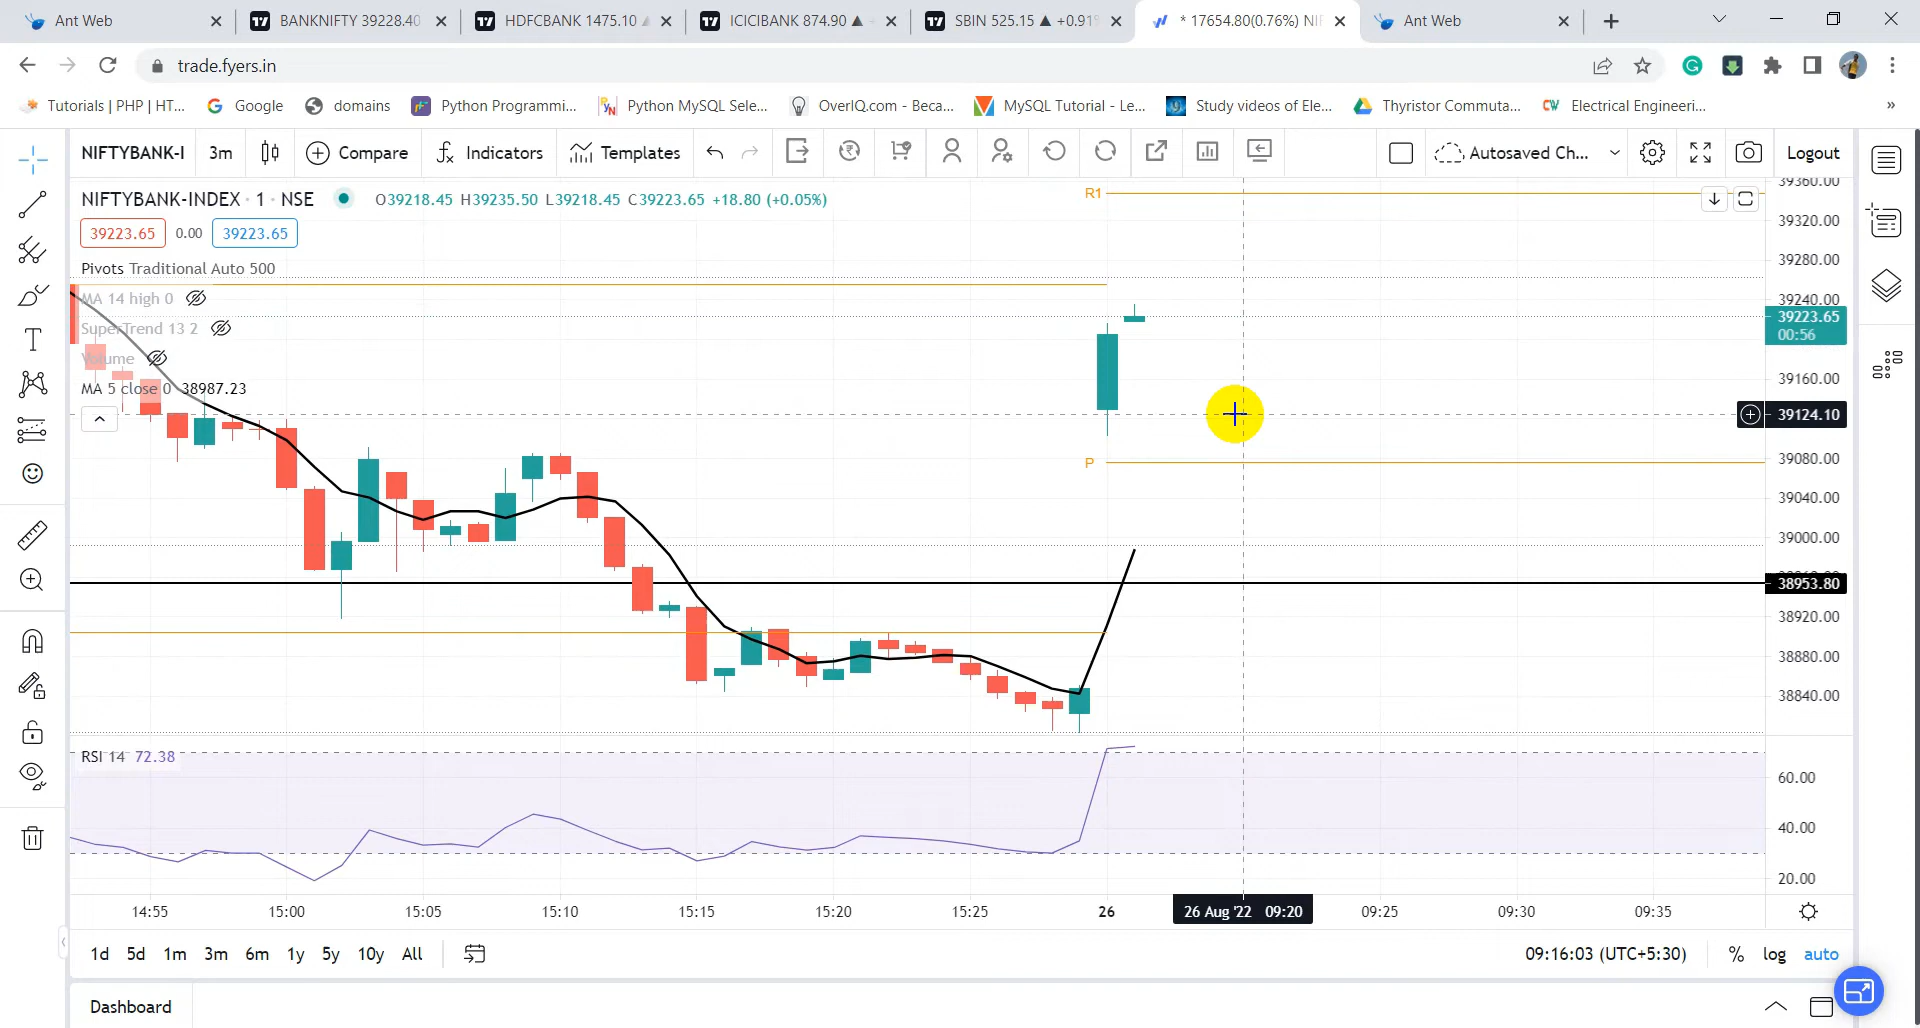 Ant Web
BANKNIFTY 39228.40
HDFCBANK 1475.10
ICICIBANK 874.90 ▲
SBIN 525.15 ▲ +0.91%
* 17654.80(0.76%) NI
Ant Web
trade.fyers.in
Tutorials | PHP | HT...
Google
domains
Python Programmi...
Python MySQL Sele...
OverIQ.com - Beca...
MySQL Tutorial - Le...
Study videos of Ele...
Thyristor Commuta...
Electrical Engineeri...
NIFTYBANK-I
3m
Compare
Indicators
Templates
Autosaved Ch...
Logout
NIFTYBANK-INDEX · 1 · NSE
O39218.45 H39235.50 L39218.45 C39223.65 +18.80 (+0.05%)
39223.65 0.00 39223.65
Pivots Traditional Auto 500
MA 14 high 0
SuperTrend 13 2
Volume
MA 5 close 0 38987.23
R1
P
39360.00
39320.00
39280.00
39240.00
39223.65
00:56
39160.00
39124.10
39080.00
39040.00
39000.00
38953.80
38920.00
38880.00
38840.00
RSI 14 72.38
60.00
40.00
20.00
14:55 15:00 15:05 15:10 15:15 15:20 15:25 26 26 Aug '22 09:20 09:25 09:30 09:35
1d 5d 1m 3m 6m 1y 5y 10y All
09:16:03 (UTC+5:30) % log auto
Dashboard